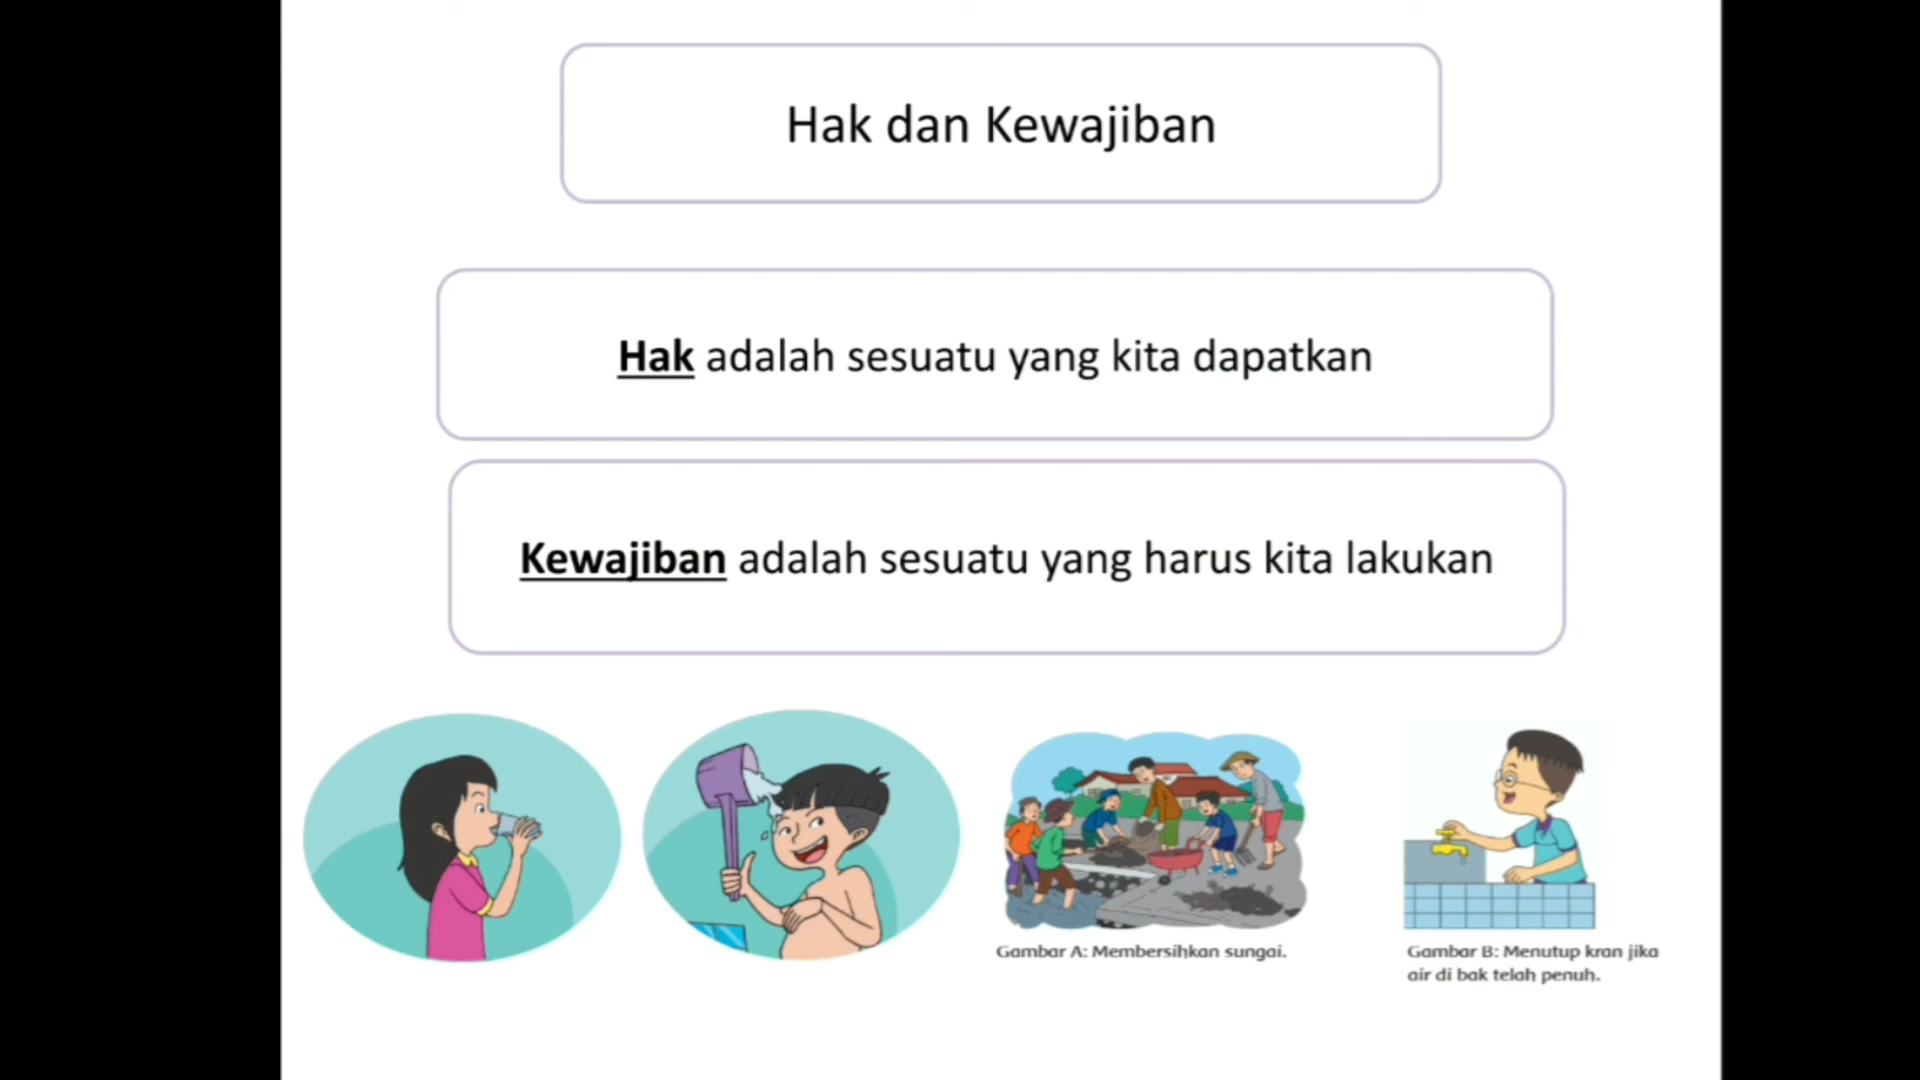 Hak dan Kewajiban
Hak adalah sesuatu yang kita dapatkan
Kewajiban adalah sesuatu yang harus kita lakukan
Gambar A: Membersihkan sungai.
Gambar B: Menutup kran jika
air di bak telah penuh.